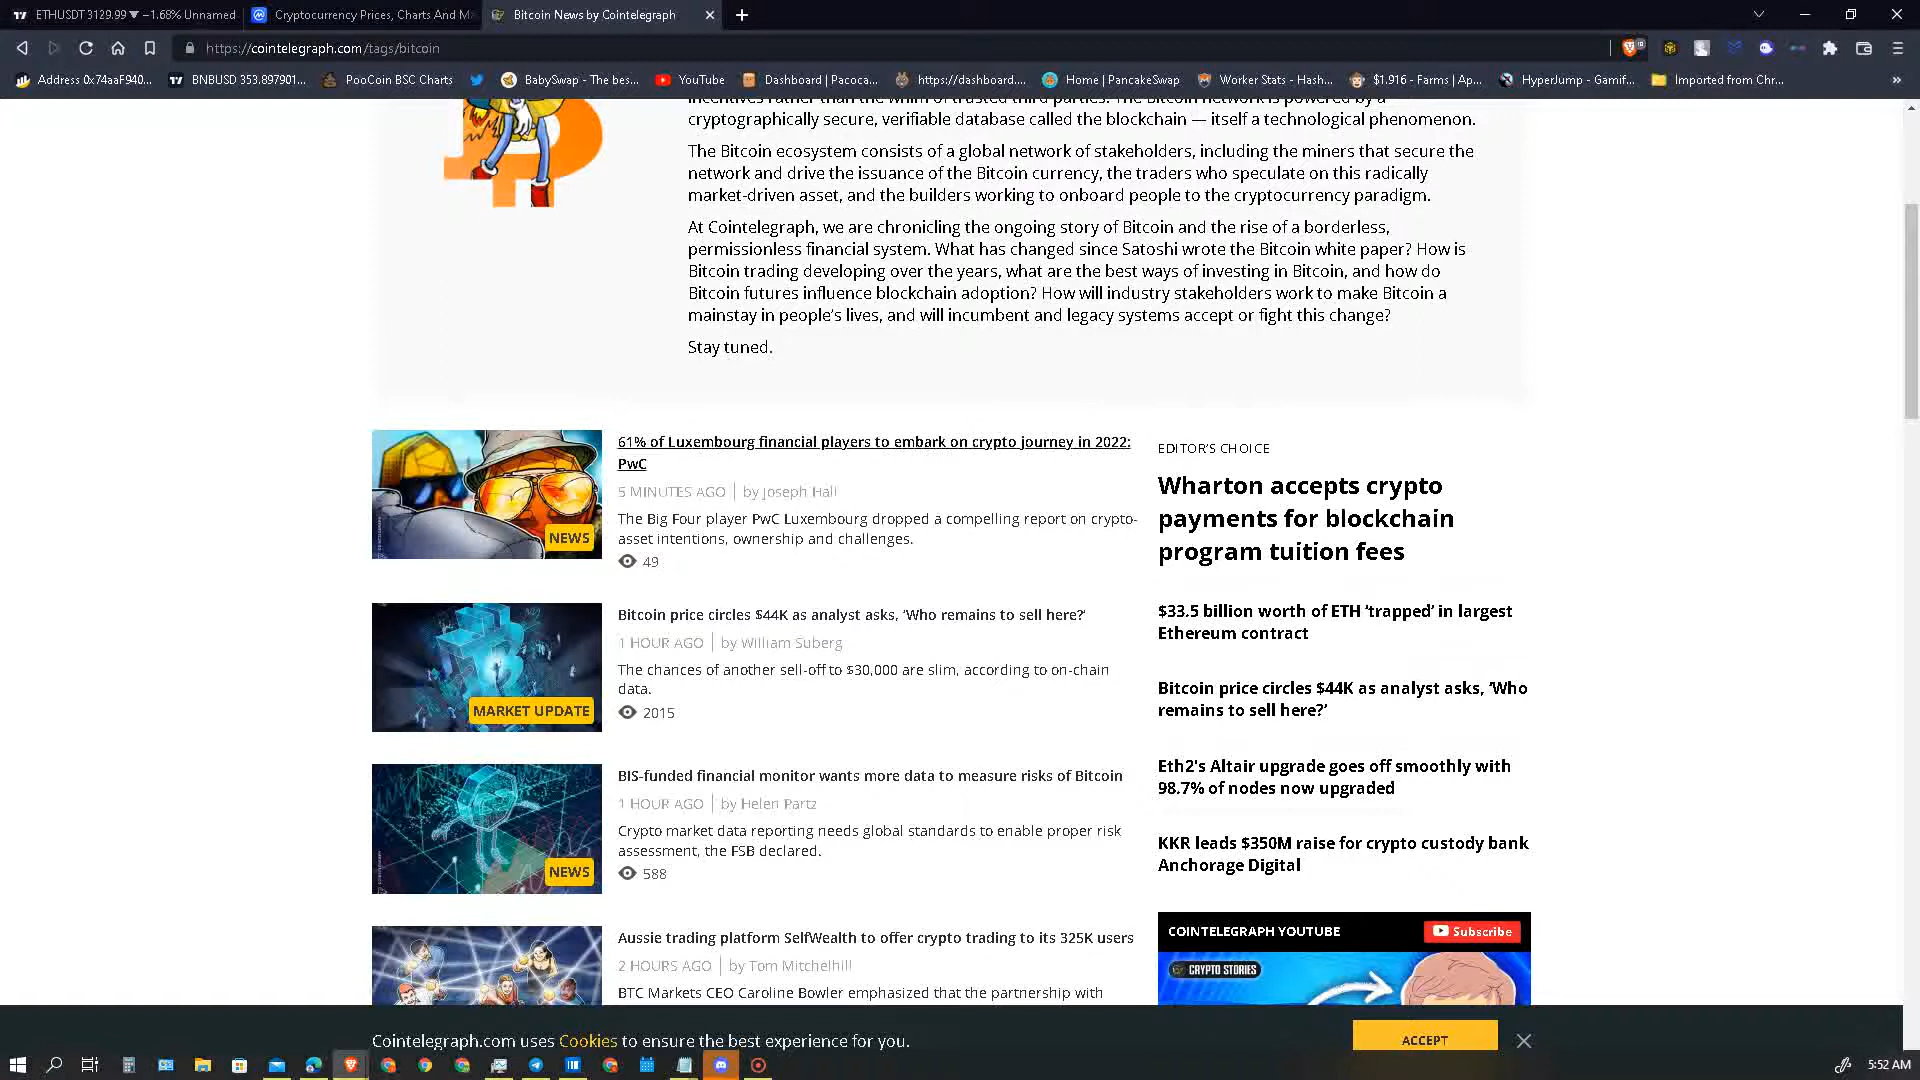 ETHUSDT 3129.99 ▼ −1.68% Unnamed
Cryptocurrency Prices, Charts And M
Bitcoin News by Cointelegraph
https://cointelegraph.com/tags/bitcoin
Address 0x74aaF940...
BNBUSD 353.897901...
PooCoin BSC Charts
BabySwap - The bes...
YouTube
Dashboard | Pacoca...
https://dashboard....
Home | PancakeSwap
Worker Stats - Hash...
$1.916 - Farms | Ap...
HyperJump - Gamif...
Imported from Chr...
incentives rather than the whim of trusted third parties. The Bitcoin network is powered by a
cryptographically secure, verifiable database called the blockchain — itself a technological phenomenon.
The Bitcoin ecosystem consists of a global network of stakeholders, including the miners that secure the
network and drive the issuance of the Bitcoin currency, the traders who speculate on this radically
market-driven asset, and the builders working to onboard people to the cryptocurrency paradigm.
At Cointelegraph, we are chronicling the ongoing story of Bitcoin and the rise of a borderless,
permissionless financial system. What has changed since Satoshi wrote the Bitcoin white paper? How is
Bitcoin trading developing over the years, what are the best ways of investing in Bitcoin, and how do
Bitcoin futures influence blockchain adoption? How will industry stakeholders work to make Bitcoin a
mainstay in people’s lives, and will incumbent and legacy systems accept or fight this change?
Stay tuned.
NEWS
61% of Luxembourg financial players to embark on crypto journey in 2022:
PwC
5 MINUTES AGO | by Joseph Hall
The Big Four player PwC Luxembourg dropped a compelling report on crypto-
asset intentions, ownership and challenges.
49
MARKET UPDATE
Bitcoin price circles $44K as analyst asks, ‘Who remains to sell here?’
1 HOUR AGO | by William Suberg
The chances of another sell-off to $30,000 are slim, according to on-chain
data.
2015
NEWS
BIS-funded financial monitor wants more data to measure risks of Bitcoin
1 HOUR AGO | by Helen Partz
Crypto market data reporting needs global standards to enable proper risk
assessment, the FSB declared.
588
Aussie trading platform SelfWealth to offer crypto trading to its 325K users
2 HOURS AGO | by Tom Mitchelhill
BTC Markets CEO Caroline Bowler emphasized that the partnership with
EDITOR’S CHOICE
Wharton accepts crypto
payments for blockchain
program tuition fees
$33.5 billion worth of ETH ‘trapped’ in largest
Ethereum contract
Bitcoin price circles $44K as analyst asks, ‘Who
remains to sell here?’
Eth2's Altair upgrade goes off smoothly with
98.7% of nodes now upgraded
KKR leads $350M raise for crypto custody bank
Anchorage Digital
COINTELEGRAPH YOUTUBE
Subscribe
CRYPTO STORIES
Cointelegraph.com uses Cookies to ensure the best experience for you.
ACCEPT
5:52 AM